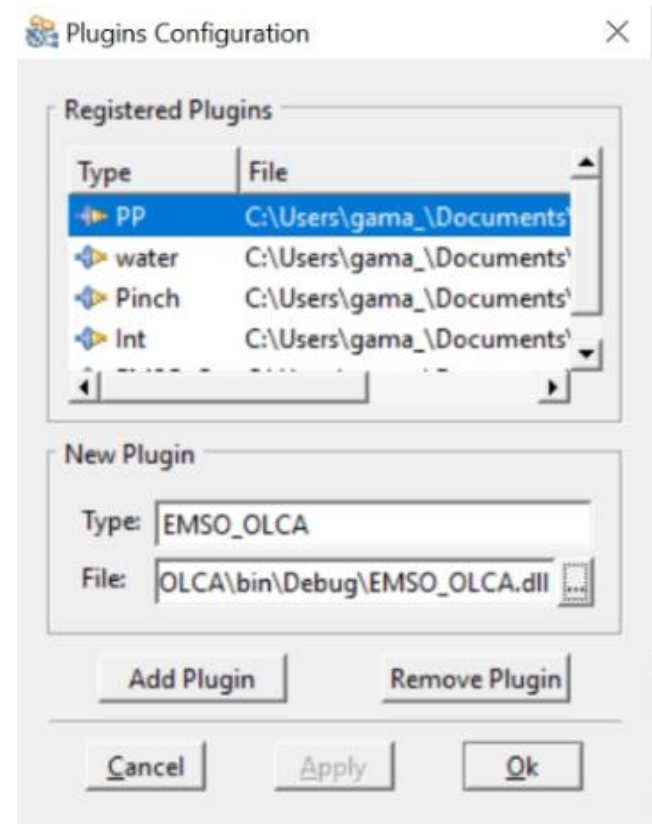 Plugins Configuration
Registered Plugins
Type File
PP C:\Users\gama_\Documents\
water C:\Users\gama_\Documents\
Pinch C:\Users\gama_\Documents\
Int C:\Users\gama_\Documents\
New Plugin
Type: EMSO_OLCA
File: OLCA\bin\Debug\EMSO_OLCA.dll ...
Add Plugin Remove Plugin
Cancel Apply Ok